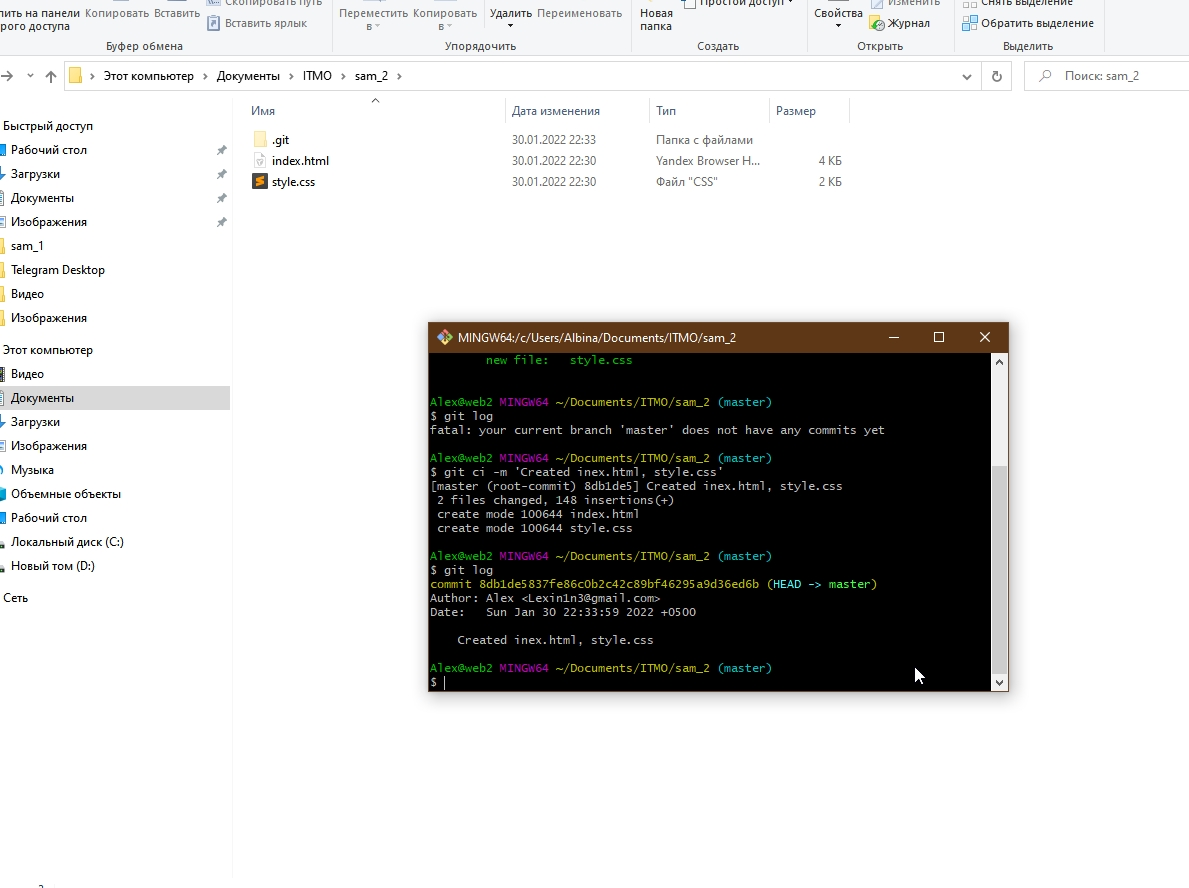 лить на панели
рого доступа
Копировать
Вставить
Скопировать путь
Вставить ярлык
Буфер обмена
Переместить в
Копировать в
Удалить
Переименовать
Упорядочить
Новая папка
Простой доступ
Создать
Свойства
Изменить
Журнал
Открыть
Снять выделение
Обратить выделение
Выделить
Этот компьютер > Документы > ITMO > sam_2 >
Поиск: sam_2
Быстрый доступ
Рабочий стол
Загрузки
Документы
Изображения
sam_1
Telegram Desktop
Видео
Изображения
Этот компьютер
Видео
Документы
Загрузки
Изображения
Музыка
Объемные объекты
Рабочий стол
Локальный диск (C:)
Новый том (D:)
Сеть
Имя Дата изменения Тип Размер
.git 30.01.2022 22:33 Папка с файлами
index.html 30.01.2022 22:30 Yandex Browser H... 4 КБ
style.css 30.01.2022 22:30 Файл "CSS" 2 КБ
MINGW64:/c/Users/Albina/Documents/ITMO/sam_2
new file: style.css
Alex@web2 MINGW64 ~/Documents/ITMO/sam_2 (master)
$ git log
fatal: your current branch 'master' does not have any commits yet
Alex@web2 MINGW64 ~/Documents/ITMO/sam_2 (master)
$ git ci -m 'Created inex.html, style.css'
[master (root-commit) 8db1de5] Created inex.html, style.css
2 files changed, 148 insertions(+)
create mode 100644 index.html
create mode 100644 style.css
Alex@web2 MINGW64 ~/Documents/ITMO/sam_2 (master)
$ git log
commit 8db1de5837fe86c0b2c42c89bf46295a9d36ed6b (HEAD -> master)
Author: Alex <Lexin1n3@gmail.com>
Date: Sun Jan 30 22:33:59 2022 +0500
Created inex.html, style.css
Alex@web2 MINGW64 ~/Documents/ITMO/sam_2 (master)
$